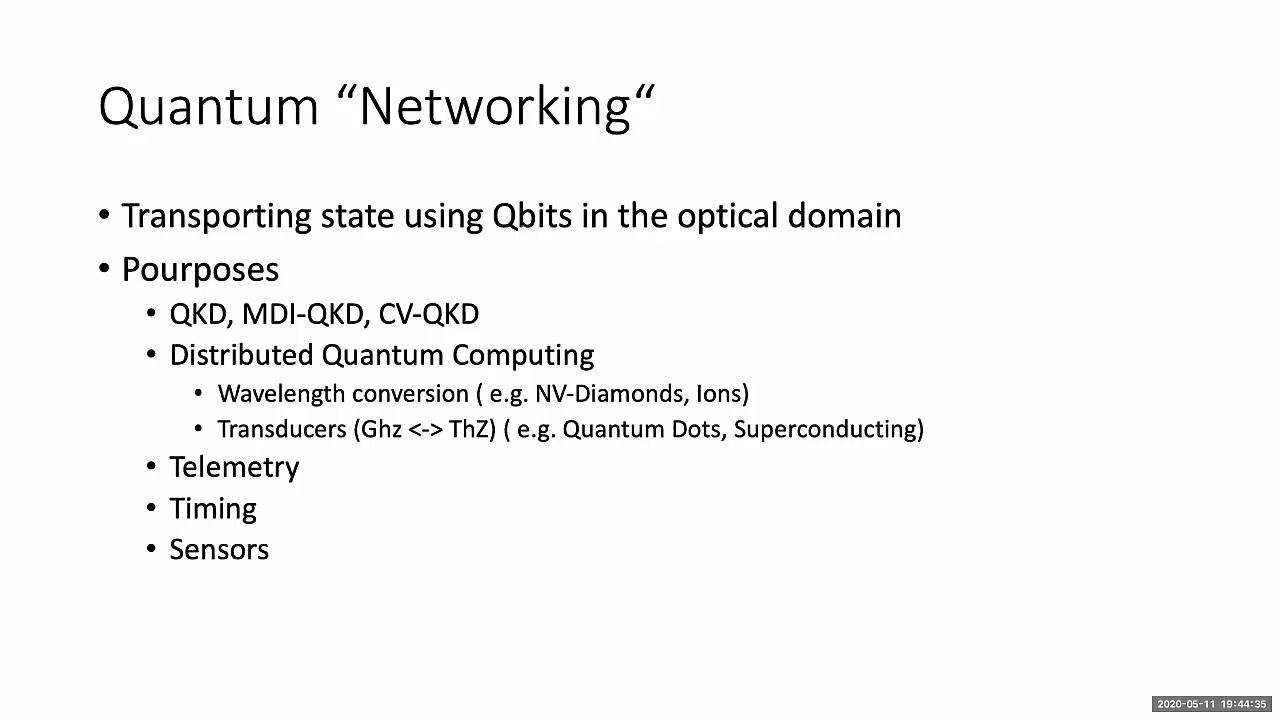 Quantum “Networking“
• Transporting state using Qbits in the optical domain
• Pourposes
• QKD, MDI-QKD, CV-QKD
• Distributed Quantum Computing
• Wavelength conversion ( e.g. NV-Diamonds, Ions)
• Transducers (Ghz <-> ThZ) ( e.g. Quantum Dots, Superconducting)
• Telemetry
• Timing
• Sensors
2020-05-11 19:44:35